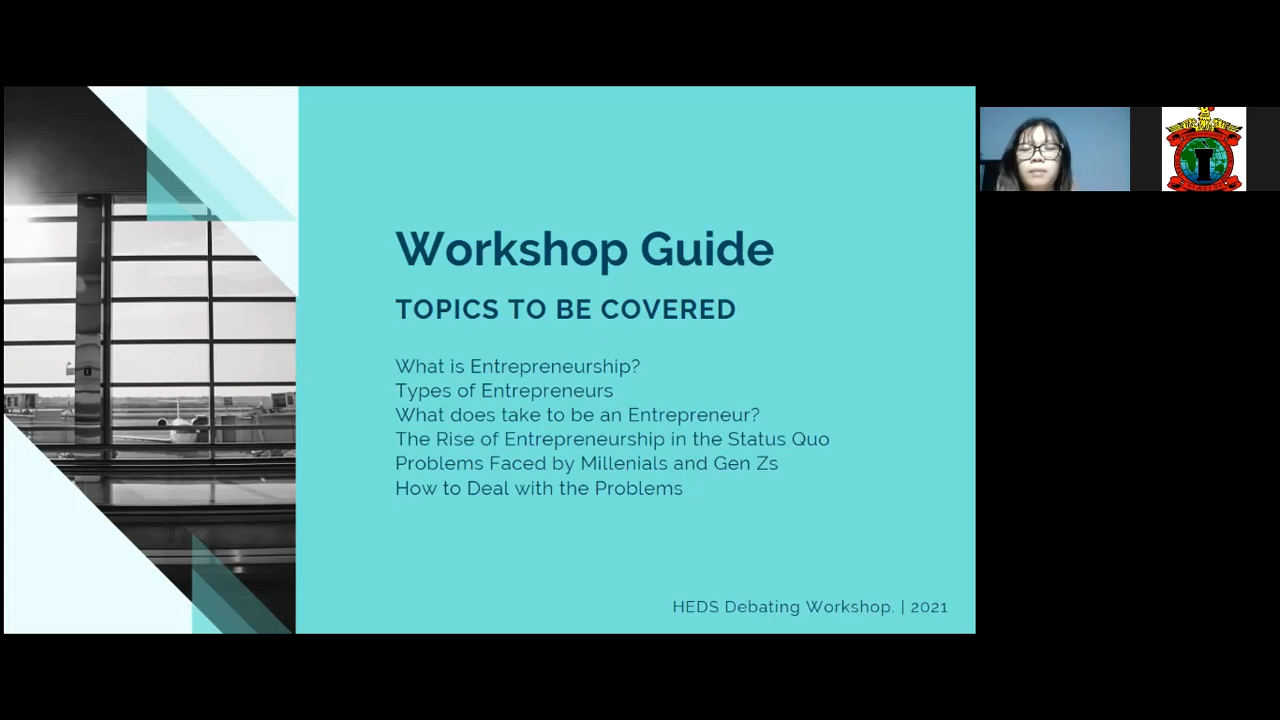 Workshop Guide
TOPICS TO BE COVERED
What is Entrepreneurship?
Types of Entrepreneurs
What does take to be an Entrepreneur?
The Rise of Entrepreneurship in the Status Quo
Problems Faced by Millenials and Gen Zs
How to Deal with the Problems
HEDS Debating Workshop. | 2021